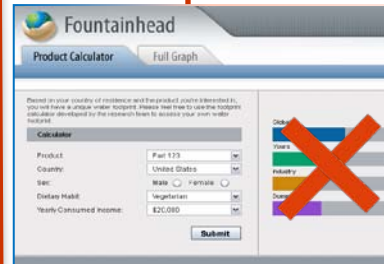 Fountainhead
Product Calculator
Full Graph
Based on your country of residence and the product you're interested in,
you will have a unique water footprint. Please feel free to use the footprint
calculator developed by the research team to access your own water
footprint.
Calculator
Product
Part 123
Country:
United States
Sex:
Male
Female
Dietary Habit:
Vegetarian
Yearly Consumed Income:
$20,000
Submit
Yours
Industry